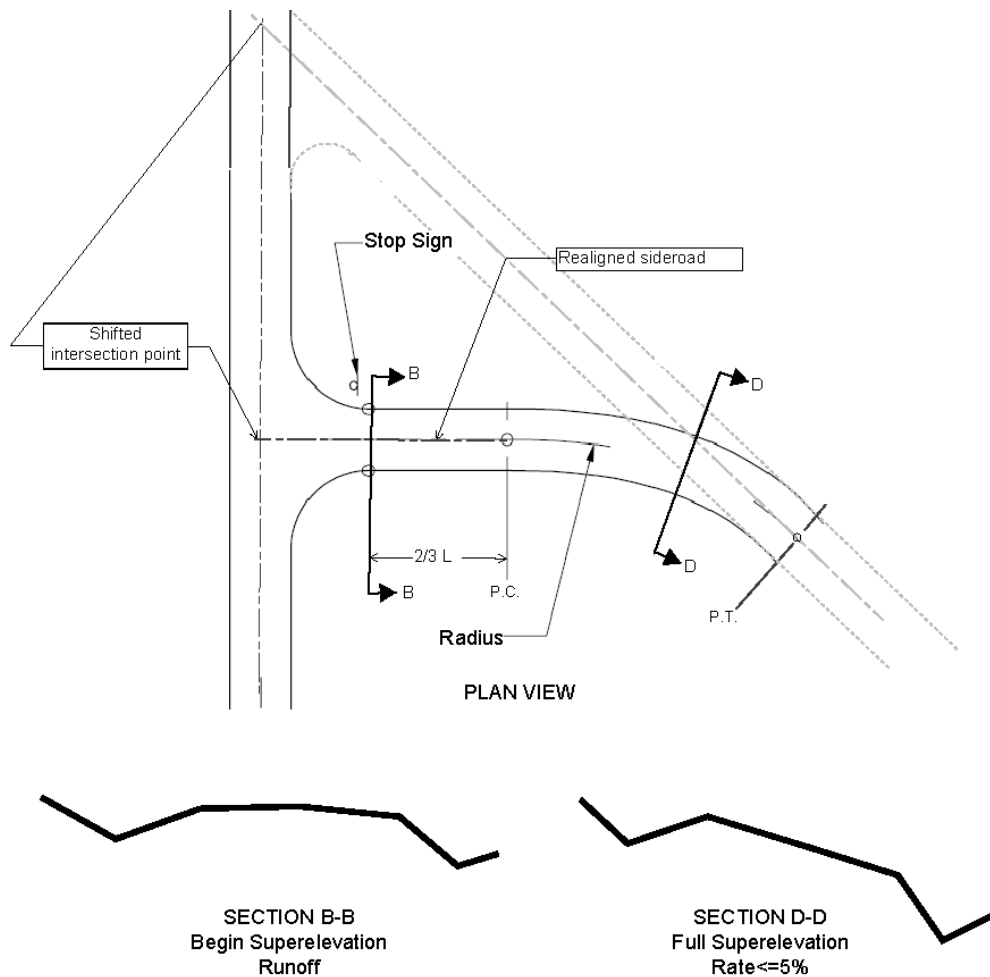 Stop Sign
Realigned sideroad
Shifted
intersection point
B
D
2/3 L
B
P.C.
D
P.T.
Radius
PLAN VIEW
SECTION B-B
Begin Superelevation
Runoff
SECTION D-D
Full Superelevation
Rate<=5%